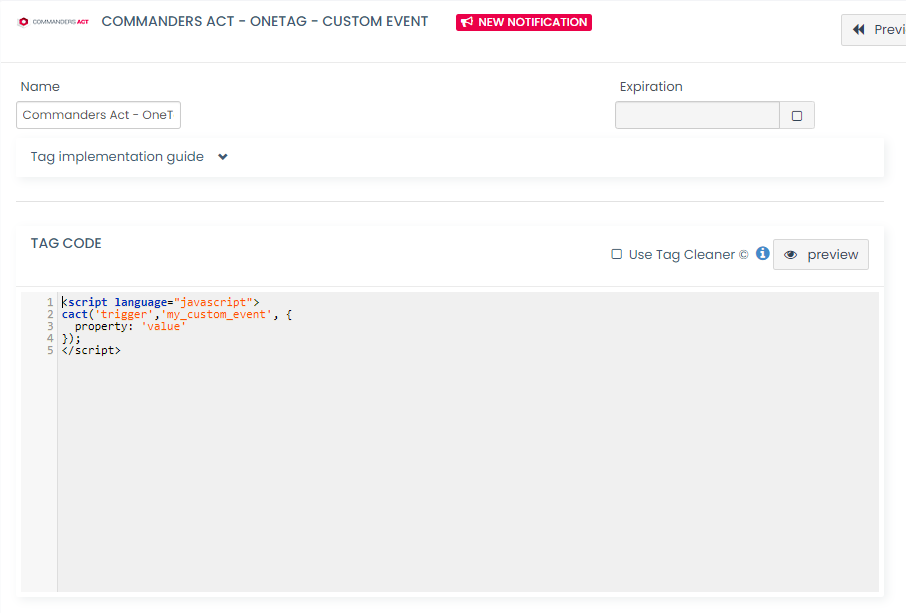 COMMANDERS ACT COMMANDERS ACT - ONETAG - CUSTOM EVENT NEW NOTIFICATION
Previ
Name Expiration
Commanders Act - OneT
Tag implementation guide
TAG CODE
Use Tag Cleaner © i preview
1 <script language="javascript">
2 cact('trigger','my_custom_event', {
3 property: 'value'
4 });
5 </script>